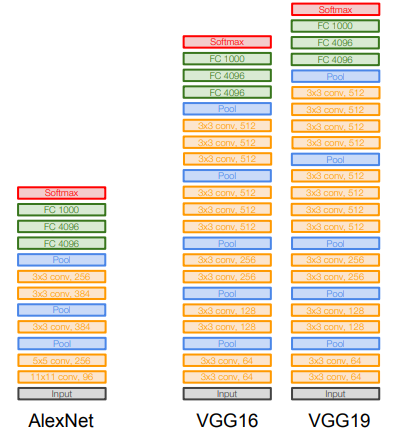 Softmax
FC 1000
FC 4096
FC 4096
Pool
3x3 conv, 256
3x3 conv, 384
Pool
3x3 conv, 384
Pool
5x5 conv, 256
11x11 conv, 96
Input
AlexNet
Softmax
FC 1000
FC 4096
FC 4096
Pool
3x3 conv, 512
3x3 conv, 512
3x3 conv, 512
Pool
3x3 conv, 512
3x3 conv, 512
3x3 conv, 512
Pool
3x3 conv, 256
3x3 conv, 256
Pool
3x3 conv, 128
3x3 conv, 128
Pool
3x3 conv, 64
3x3 conv, 64
Input
VGG16
Softmax
FC 1000
FC 4096
FC 4096
Pool
3x3 conv, 512
3x3 conv, 512
3x3 conv, 512
3x3 conv, 512
Pool
3x3 conv, 512
3x3 conv, 512
3x3 conv, 512
3x3 conv, 512
Pool
3x3 conv, 256
3x3 conv, 256
Pool
3x3 conv, 128
3x3 conv, 128
Pool
3x3 conv, 64
3x3 conv, 64
Input
VGG19